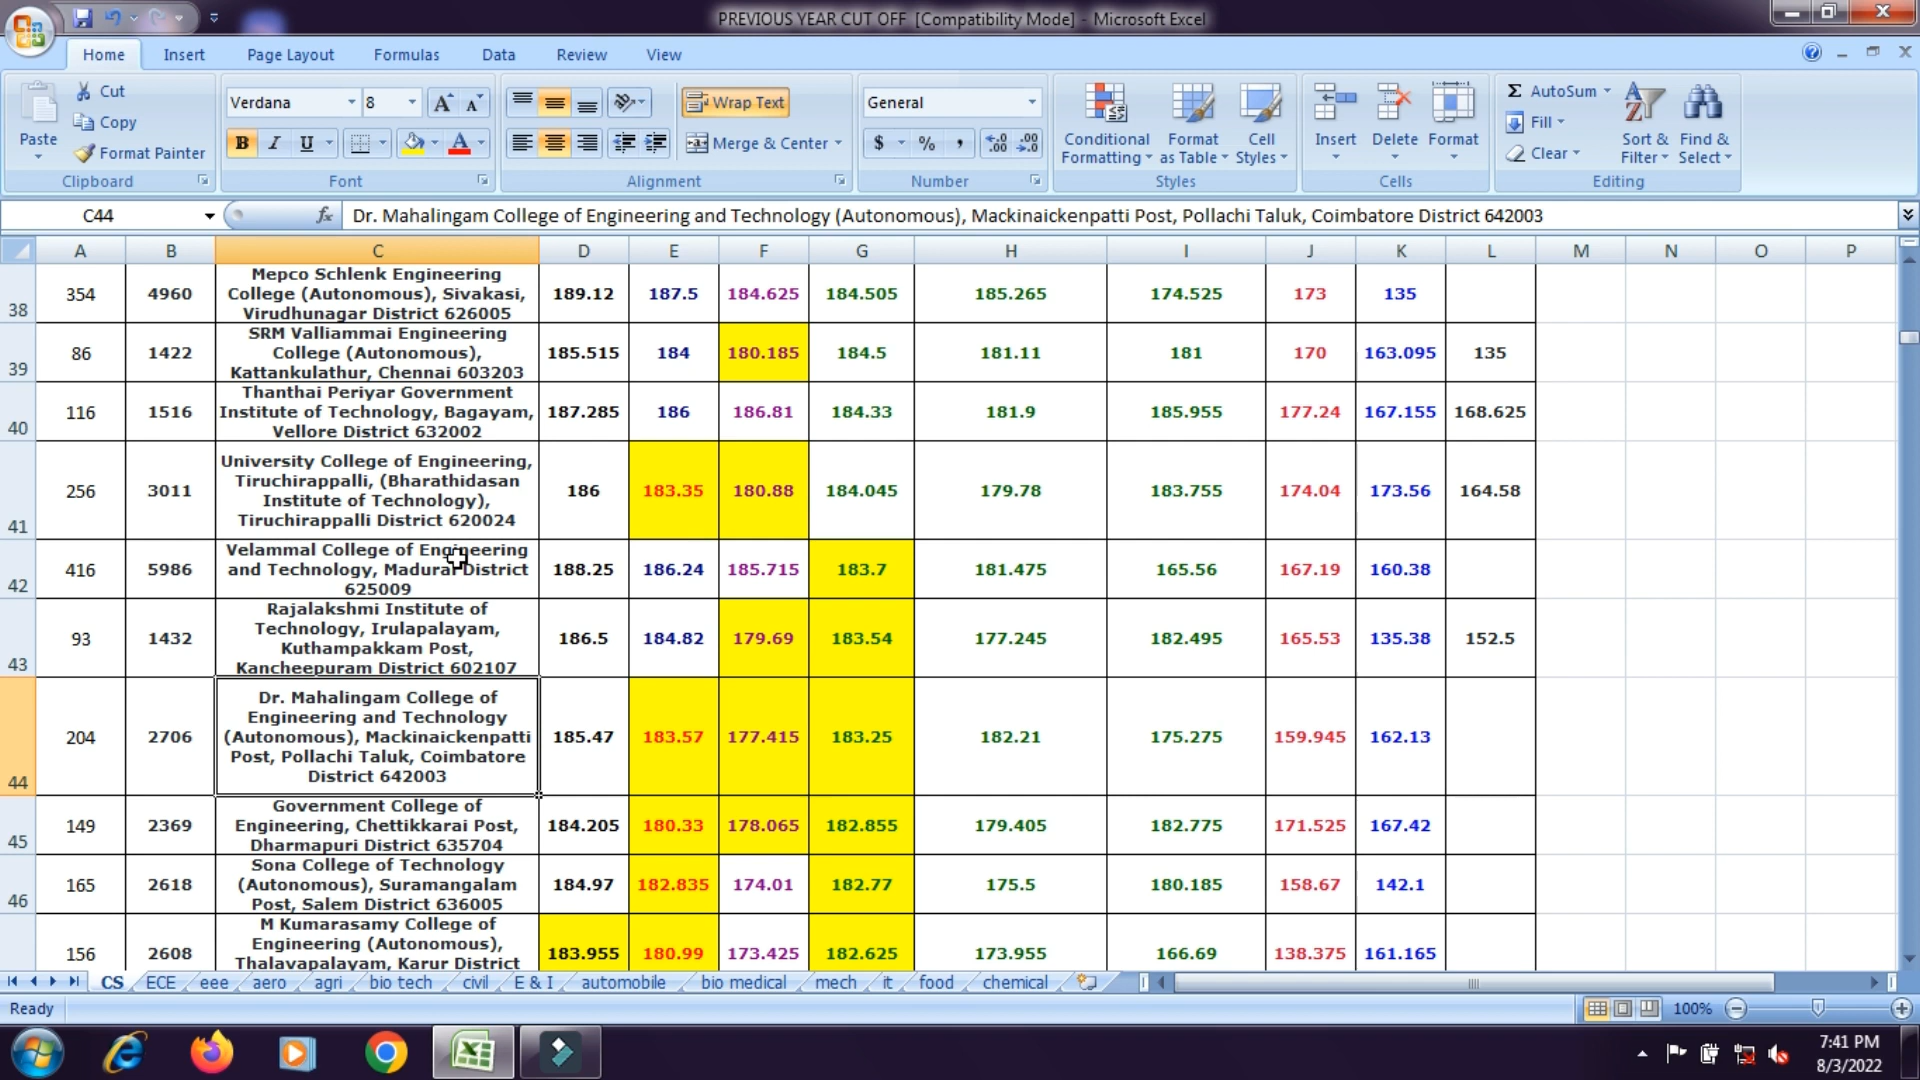 PREVIOUS YEAR CUT OFF [Compatibility Mode] - Microsoft Excel
Home Insert Page Layout Formulas Data Review View
Paste Cut Copy Format Painter
Verdana 8
B I U
Wrap Text
Merge & Center
General
$ % , .0 .00 .00 .0
Conditional Formatting Format as Table Cell Styles
Insert Delete Format
Σ AutoSum Fill Clear
Sort & Filter Find & Select
Clipboard Font Alignment Number Styles Cells Editing
C44 fx Dr. Mahalingam College of Engineering and Technology (Autonomous), Mackinaickenpatti Post, Pollachi Taluk, Coimbatore District 642003
A B C D E F G H I J K L M N O P
38 354 4960 Mepco Schlenk Engineering College (Autonomous), Sivakasi, Virudhunagar District 626005 189.12 187.5 184.625 184.505 185.265 174.525 173 135
39 86 1422 SRM Valliammai Engineering College (Autonomous), Kattankulathur, Chennai 603203 185.515 184 180.185 184.5 181.11 181 170 163.095 135
40 116 1516 Thanthai Periyar Government Institute of Technology, Bagayam, Vellore District 632002 187.285 186 186.81 184.33 181.9 185.955 177.24 167.155 168.625
41 256 3011 University College of Engineering, Tiruchirappalli, (Bharathidasan Institute of Technology), Tiruchirappalli District 620024 186 183.35 180.88 184.045 179.78 183.755 174.04 173.56 164.58
42 416 5986 Velammal College of Engineering and Technology, Madurai District 625009 188.25 186.24 185.715 183.7 181.475 165.56 167.19 160.38
43 93 1432 Rajalakshmi Institute of Technology, Irulapalayam, Kuthampakkam Post, Kancheepuram District 602107 186.5 184.82 179.69 183.54 177.245 182.495 165.53 135.38 152.5
44 204 2706 Dr. Mahalingam College of Engineering and Technology (Autonomous), Mackinaickenpatti Post, Pollachi Taluk, Coimbatore District 642003 185.47 183.57 177.415 183.25 182.21 175.275 159.945 162.13
45 149 2369 Government College of Engineering, Chettikkarai Post, Dharmapuri District 635704 184.205 180.33 178.065 182.855 179.405 182.775 171.525 167.42
46 165 2618 Sona College of Technology (Autonomous), Suramangalam Post, Salem District 636005 184.97 182.835 174.01 182.77 175.5 180.185 158.67 142.1
156 2608 M Kumarasamy College of Engineering (Autonomous), Thalavapalayam, Karur District 183.955 180.99 173.425 182.625 173.955 166.69 138.375 161.165
CS ECE eee aero agri bio tech civil E & I automobile bio medical mech it food chemical
Ready 100%
7:41 PM
8/3/2022